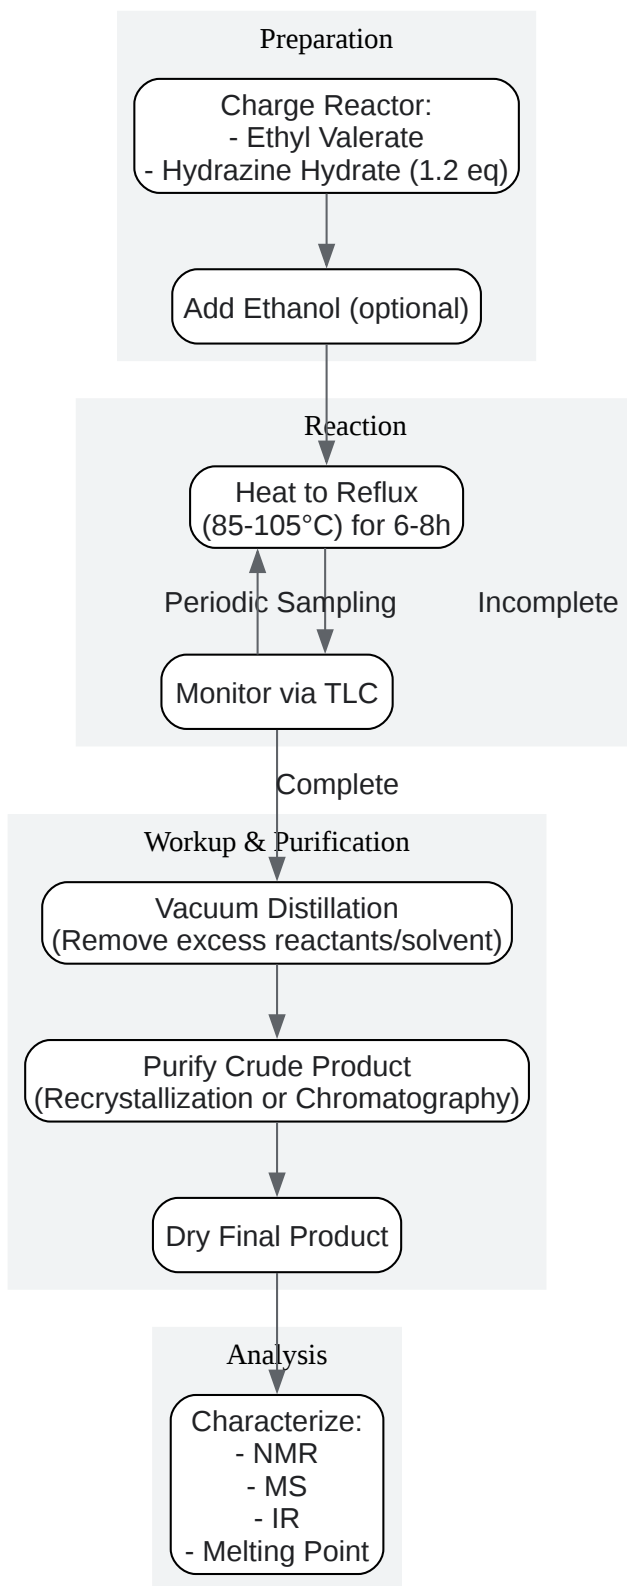 Preparation
Charge Reactor:
- Ethyl Valerate
- Hydrazine Hydrate (1.2 eq)
Add Ethanol (optional)
Reaction
Heat to Reflux
(85-105°C) for 6-8h
Periodic Sampling
Incomplete
Monitor via TLC
Complete
Workup & Purification
Vacuum Distillation
(Remove excess reactants/solvent)
Purify Crude Product
(Recrystallization or Chromatography)
Dry Final Product
Analysis
Characterize:
- NMR
- MS
- IR
- Melting Point